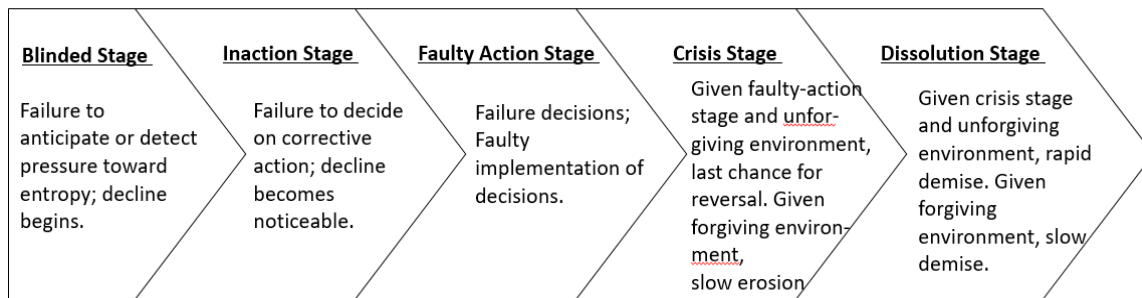 Blinded Stage
Failure to
anticipate or detect
pressure toward
entropy; decline
begins.
Inaction Stage
Failure to decide
on corrective
action; decline
becomes
noticeable.
Faulty Action Stage
Failure decisions;
Faulty
implementation of
decisions.
Crisis Stage
Given faulty-action
stage and unfor-
giving environment,
last chance for
reversal. Given
forgiving environ-
ment,
slow erosion
Dissolution Stage
Given crisis stage
and unforgiving
environment, rapid
demise. Given
forgiving
environment, slow
demise.